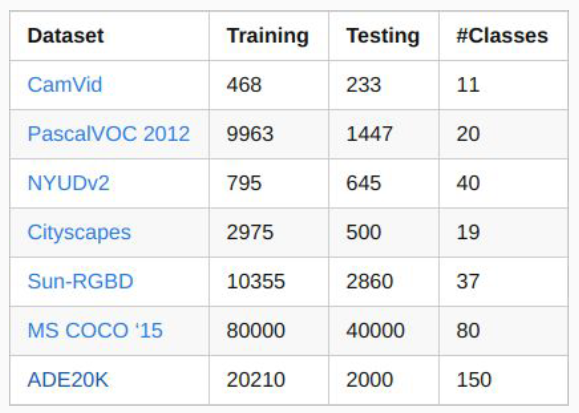 Dataset Training Testing #Classes
CamVid 468 233 11
PascalVOC 2012 9963 1447 20
NYUDv2 795 645 40
Cityscapes 2975 500 19
Sun-RGBD 10355 2860 37
MS COCO ‘15 80000 40000 80
ADE20K 20210 2000 150